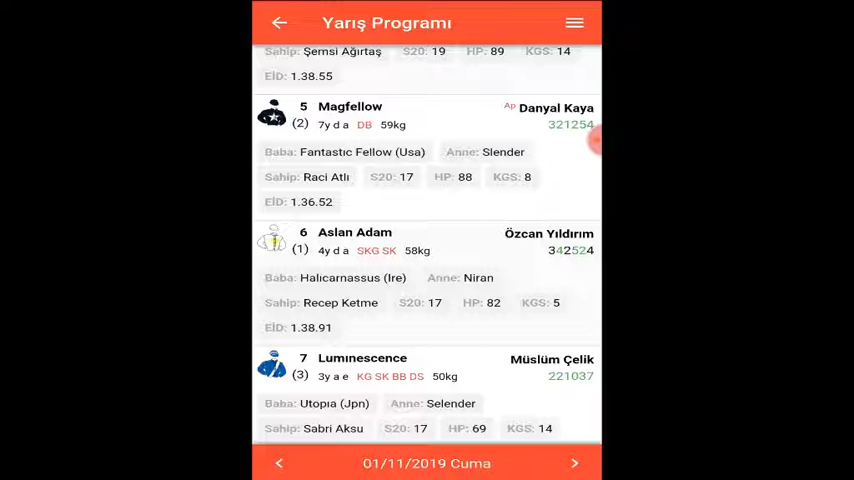 Yarış Programı
Sahip: Şemsi Ağırtaş S20: 19 HP: 89 KGS: 14
EİD: 1.38.55
5 Magfellow Ap Danyal Kaya
(2) 7y d a DB 59kg 321254
Baba: Fantastıc Fellow (Usa) Anne: Slender
Sahip: Raci Atlı S20: 17 HP: 88 KGS: 8
EİD: 1.36.52
6 Aslan Adam Özcan Yıldırım
(1) 4y d a SKG SK 58kg 342524
Baba: Halıcarnassus (Ire) Anne: Niran
Sahip: Recep Ketme S20: 17 HP: 82 KGS: 5
EİD: 1.38.91
7 Lumınescence Müslüm Çelik
(3) 3y a e KG SK BB DS 50kg 221037
Baba: Utopıa (Jpn) Anne: Selender
Sahip: Sabri Aksu S20: 17 HP: 69 KGS: 14
01/11/2019 Cuma